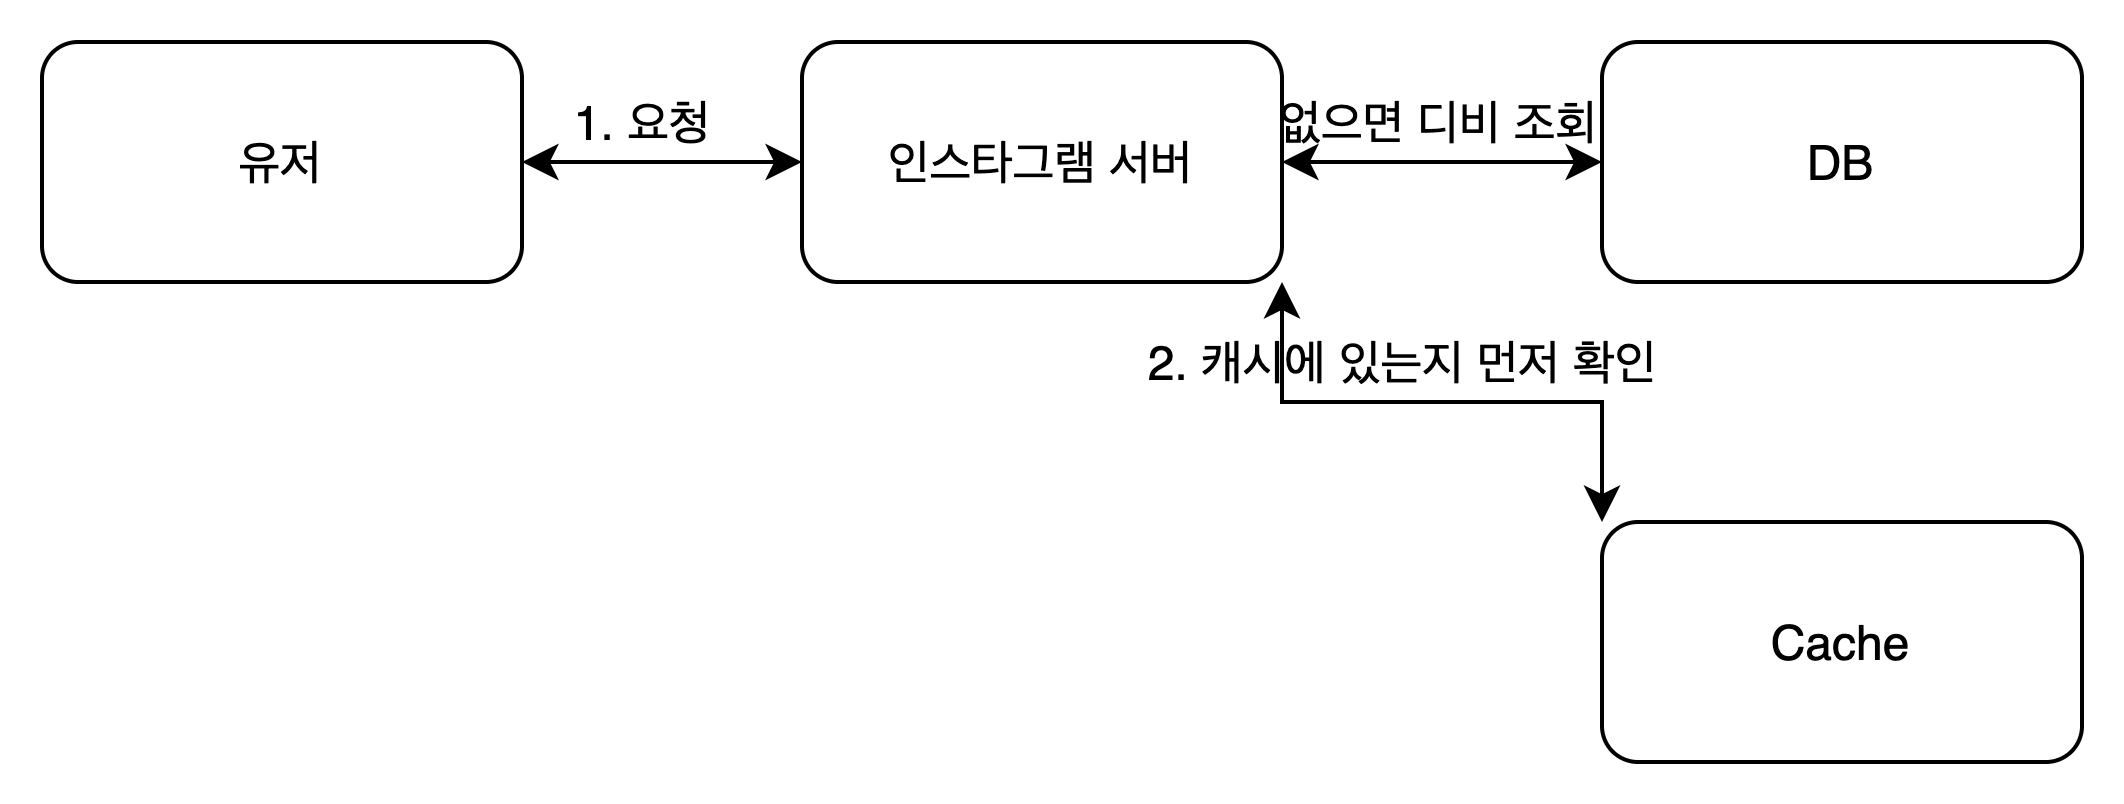 유저
1. 요청
인스타그램 서버
없으면 디비 조회
DB
2. 캐시에 있는지 먼저 확인
Cache